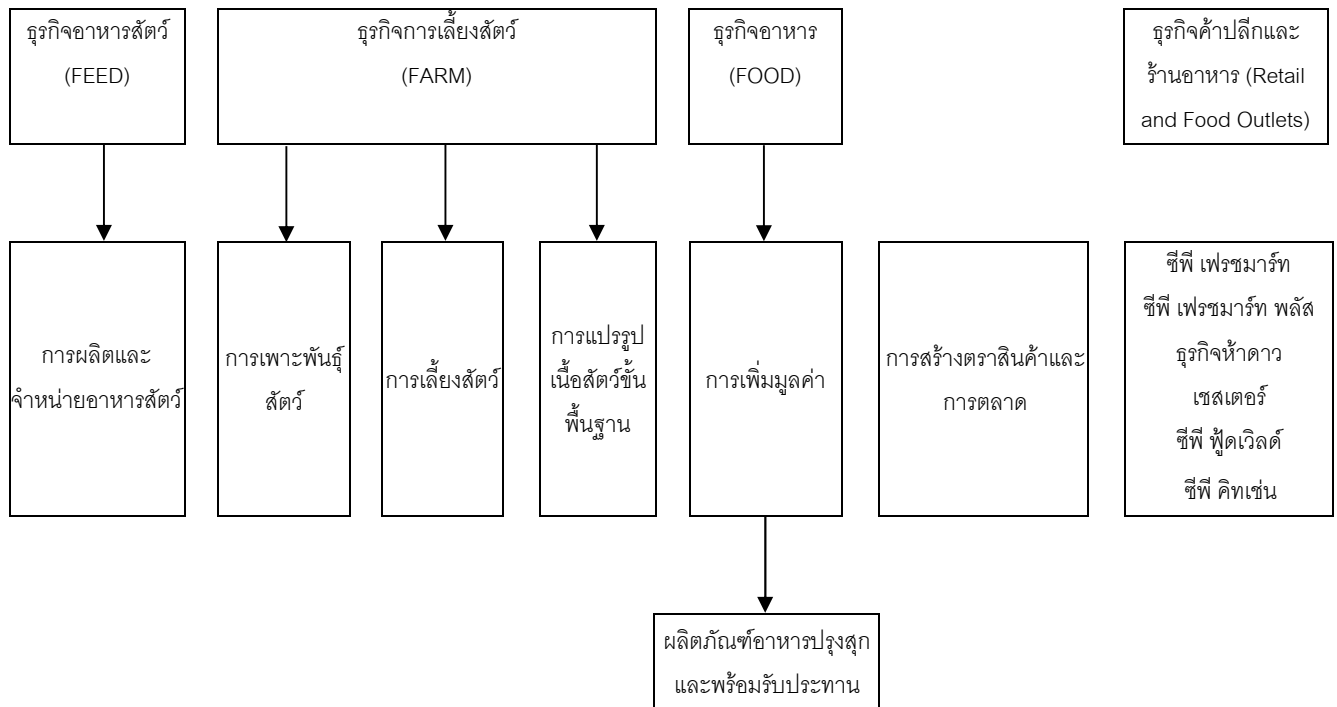 ธุรกิจอาหารสัตว์
(FEED)
ธุรกิจการเลี้ยงสัตว์
(FARM)
ธุรกิจอาหาร
(FOOD)
ธุรกิจค้าปลีกและ
ร้านอาหาร (Retail
and Food Outlets)
การผลิตและ
จำหน่ายอาหารสัตว์
การเพาะพันธุ์
สัตว์
การเลี้ยงสัตว์
การแปรรูป
เนื้อสัตว์ขั้น
พื้นฐาน
การเพิ่มมูลค่า
การสร้างตราสินค้าและ
การตลาด
ซีพี เฟรชมาร์ท
ซีพี เฟรชมาร์ท พลัส
ธุรกิจห้าดาว
เชสเตอร์
ซีพี ฟู้ดเวิลด์
ซีพี คิทเช่น
ผลิตภัณฑ์อาหารปรุงสุก
และพร้อมรับประทาน